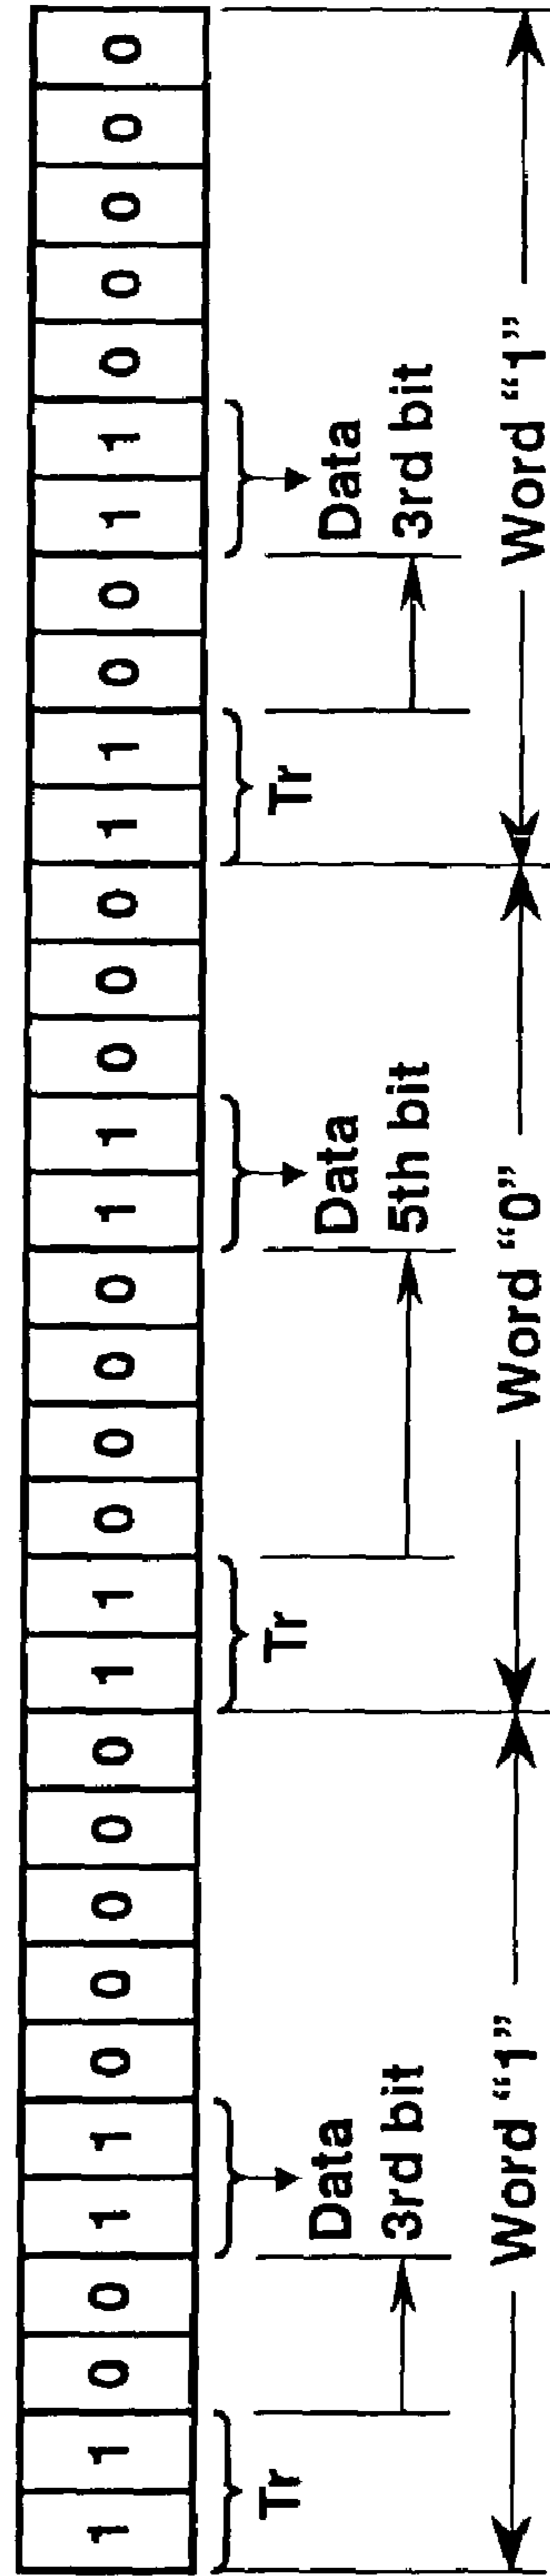 1 1 0 0 1 1 0 0 0 0 0 1 1 0 0 0 0 1 1 0 0 0 1 1 0 0 1 1 0 0 0 0 0
Tr Tr Tr
Data Data Data
3rd bit 5th bit 3rd bit
Word “1” Word “0” Word “1”